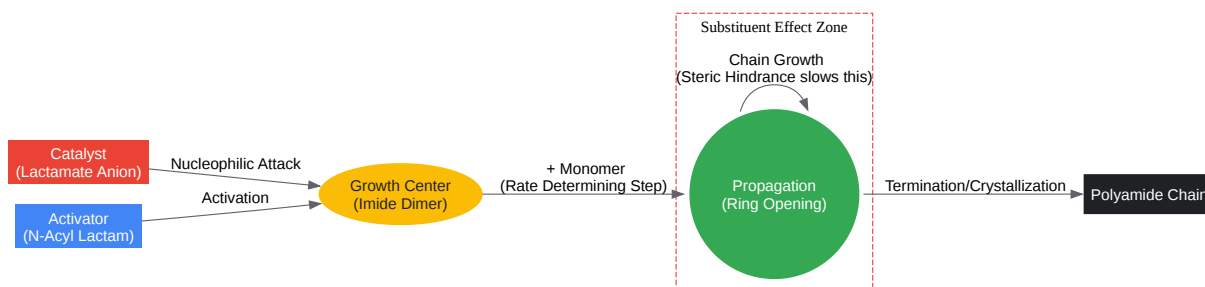 Substituent Effect Zone
Chain Growth
(Steric Hindrance slows this)
Catalyst
(Lactamate Anion)
Nucleophilic Attack
Activation
Activator
(N-Acyl Lactam)
Growth Center
(Imide Dimer)
+ Monomer
(Rate Determining Step)
Propagation
(Ring Opening)
Termination/Crystallization
Polyamide Chain